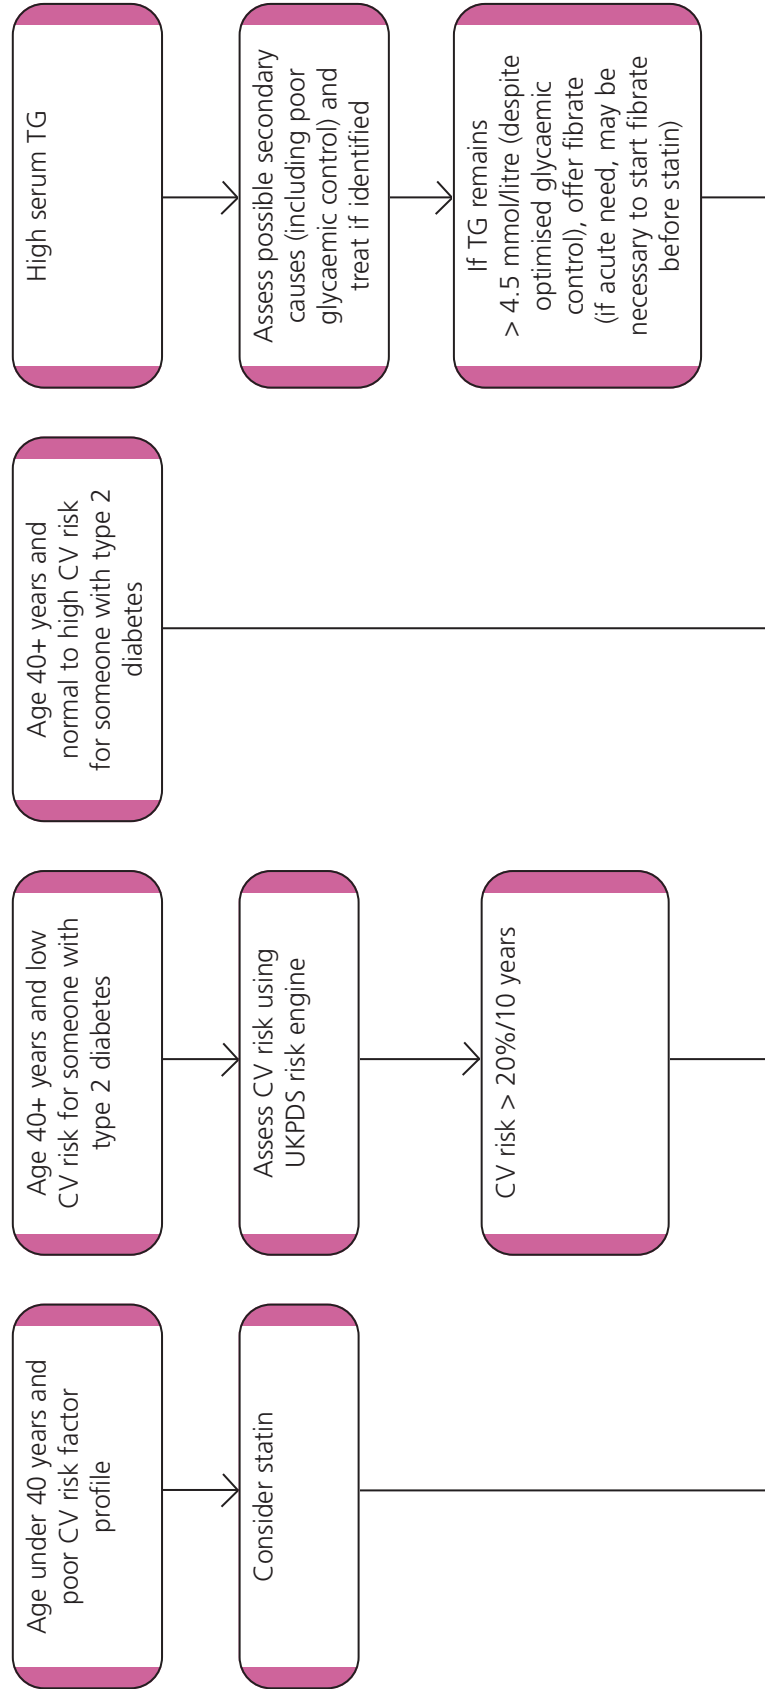 Age under 40 years and
poor CV risk factor
profile
Consider statin
Age 40+ years and low
CV risk for someone with
type 2 diabetes
Assess CV risk using
UKPDS risk engine
CV risk > 20%/10 years
Age 40+ years and
normal to high CV risk
for someone with type 2
diabetes
High serum TG
Assess possible secondary
causes (including poor
glycaemic control) and
treat if identified
If TG remains
> 4.5 mmol/litre (despite
optimised glycaemic
control), offer fibrate
(if acute need, may be
necessary to start fibrate
before statin)